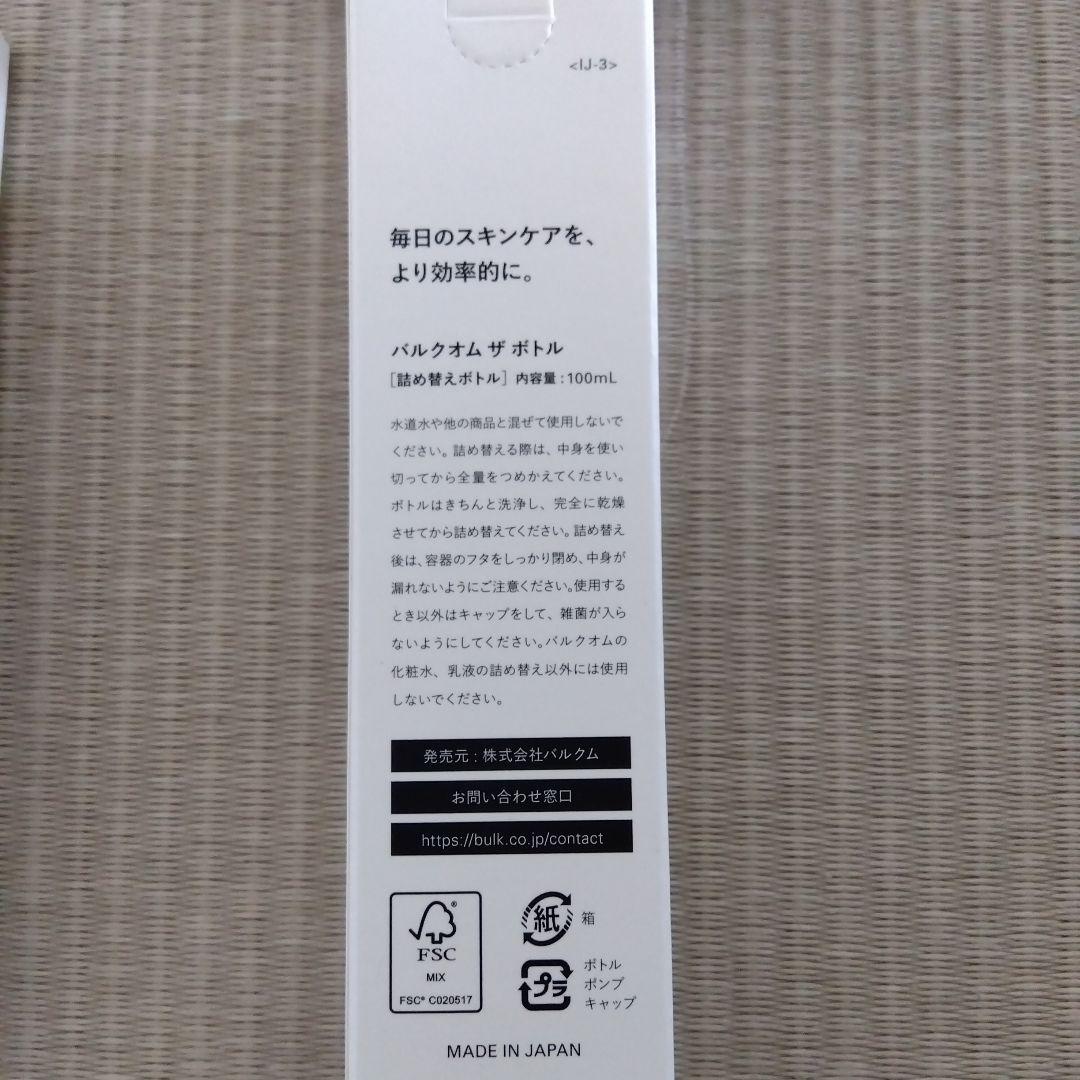 <IJ-3>
毎日のスキンケアを、
より効率的に。
バルクオム ザ ボトル
［詰め替えボトル］ 内容量：100mL
水道水や他の商品と混ぜて使用しないで
ください。詰め替える際は、中身を使い
切ってから全量をつめかえてください。
ボトルはきちんと洗浄し、完全に乾燥
させてから詰め替えてください。詰め替え
後は、容器のフタをしっかり閉め、中身が
漏れないようにご注意ください。使用する
とき以外はキャップをして、雑菌が入ら
ないようにしてください。バルクオムの
化粧水、乳液の詰め替え以外には使用
しないでください。
発売元：株式会社バルクム
お問い合わせ窓口
https://bulk.co.jp/contact
FSC®
MIX
FSC® C020517
紙 箱
プラ ボトル
ポンプ
キャップ
MADE IN JAPAN